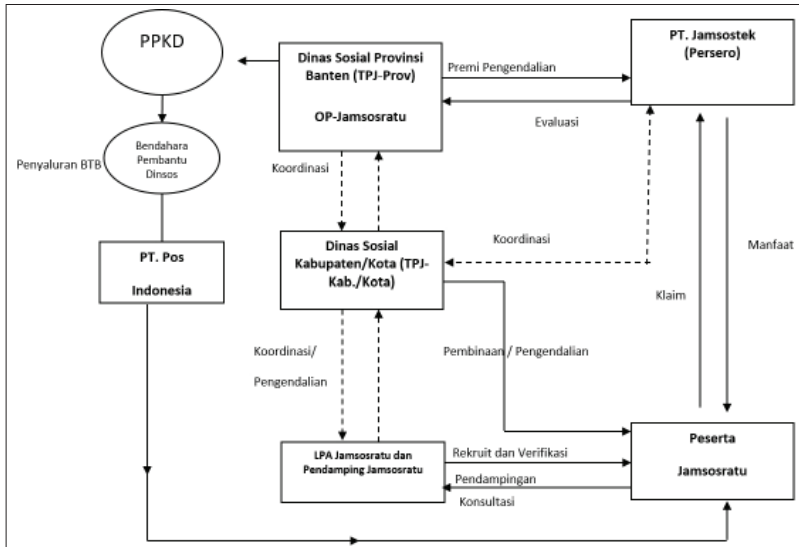 PPKD
Bendahara
Pembantu
Dinsos
Penyaluran BTB
PT. Pos
Indonesia
Dinas Sosial Provinsi
Banten (TPJ-Prov)
OP-Jamsosratu
Premi Pengendalian
Evaluasi
PT. Jamsostek
(Persero)
Koordinasi
Koordinasi
Dinas Sosial
Kabupaten/Kota (TPJ-
Kab./Kota)
Manfaat
Klaim
Koordinasi/
Pengendalian
Pembinaan / Pengendalian
LPA Jamsosratu dan
Pendamping Jamsosratu
Rekruit dan Verifikasi
Pendampingan
Konsultasi
Peserta
Jamsosratu